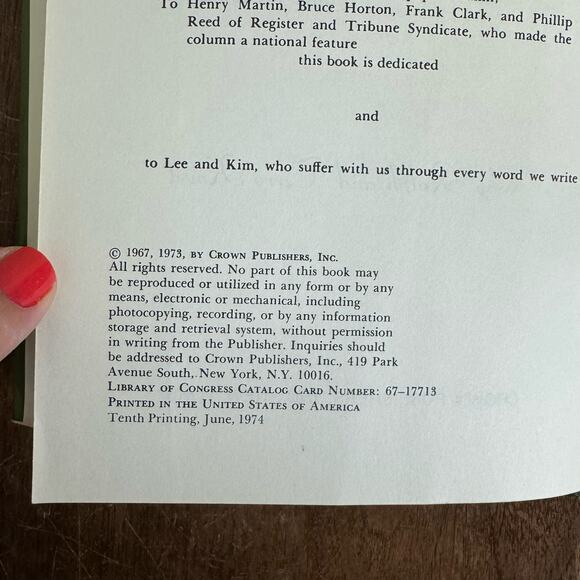 To Henry Martin, Bruce Horton, Frank Clark, and Phillip
Reed of Register and Tribune Syndicate, who made the
column a national feature
this book is dedicated
and
to Lee and Kim, who suffer with us through every word we write
© 1967, 1973, BY CROWN PUBLISHERS, INC.
All rights reserved. No part of this book may
be reproduced or utilized in any form or by any
means, electronic or mechanical, including
photocopying, recording, or by any information
storage and retrieval system, without permission
in writing from the Publisher. Inquiries should
be addressed to Crown Publishers, Inc., 419 Park
Avenue South, New York, N.Y. 10016.
LIBRARY OF CONGRESS CATALOG CARD NUMBER: 67–17713
PRINTED IN THE UNITED STATES OF AMERICA
Tenth Printing, June, 1974